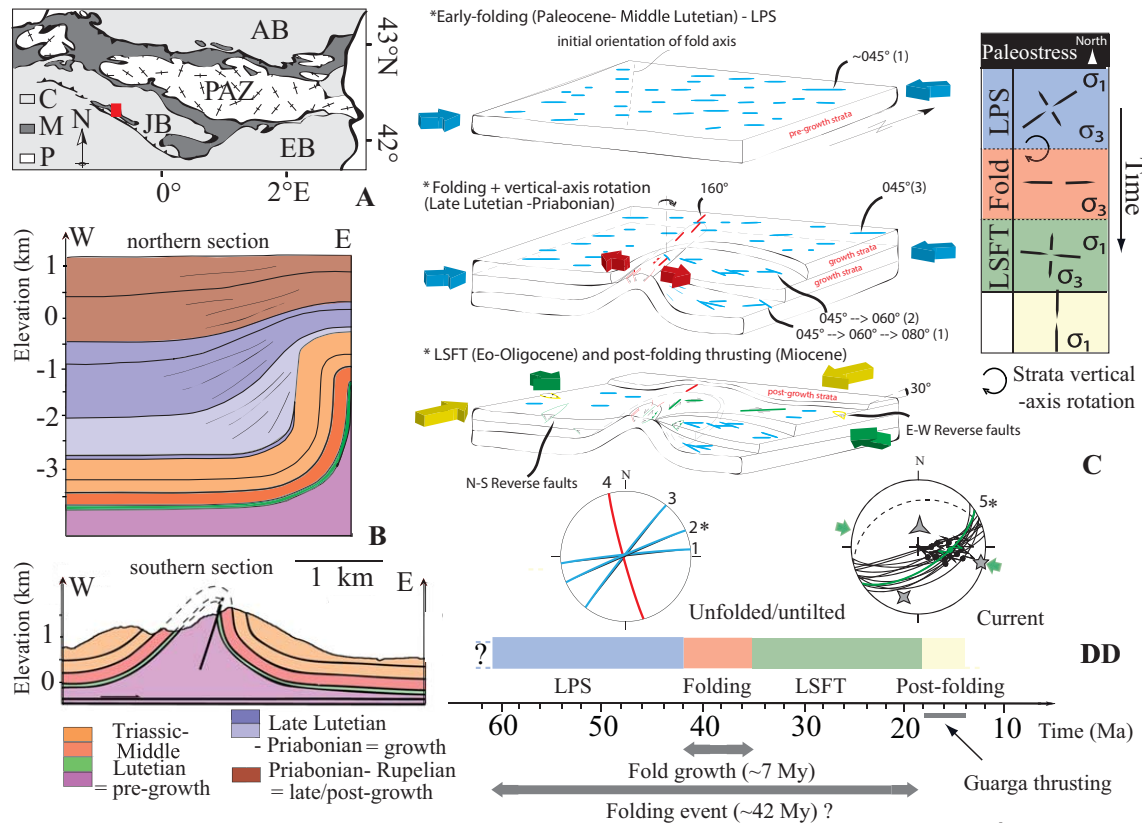 AB
43°N
PAZ
C
M
P
N
JB
EB
42°
0°
2°E
A
W
northern section
E
Elevation (km)
1
0
-1
-2
-3
B
southern section
1 km
W
E
Elevation (km)
1
0
Triassic-
Middle
Lutetian
= pre-growth
Late Lutetian
- Priabonian = growth
Priabonian- Rupelian
= late/post-growth
*Early-folding (Paleocene- Middle Lutetian) - LPS
initial orientation of fold axis
~045° (1)
pre-growth strata
* Folding + vertical-axis rotation
(Late Lutetian -Priabonian)
160°
045°(3)
growth strata
growth strata
045° --> 060° (2)
045° --> 060° --> 080° (1)
* LSFT (Eo-Oligocene) and post-folding thrusting (Miocene)
post-growth strata
30°
E-W Reverse faults
N-S Reverse faults
C
Paleostress
North
LPS
σ1
σ3
Fold
σ3
LSFT
σ1
σ3
σ1
Time
Strata vertical
-axis rotation
N
4
3
2*
1
Unfolded/untilted
N
5*
Current
DD
?
LPS
Folding
LSFT
Post-folding
60
50
40
30
20
10
Time (Ma)
Fold growth (~7 My)
Guarga thrusting
Folding event (~42 My) ?